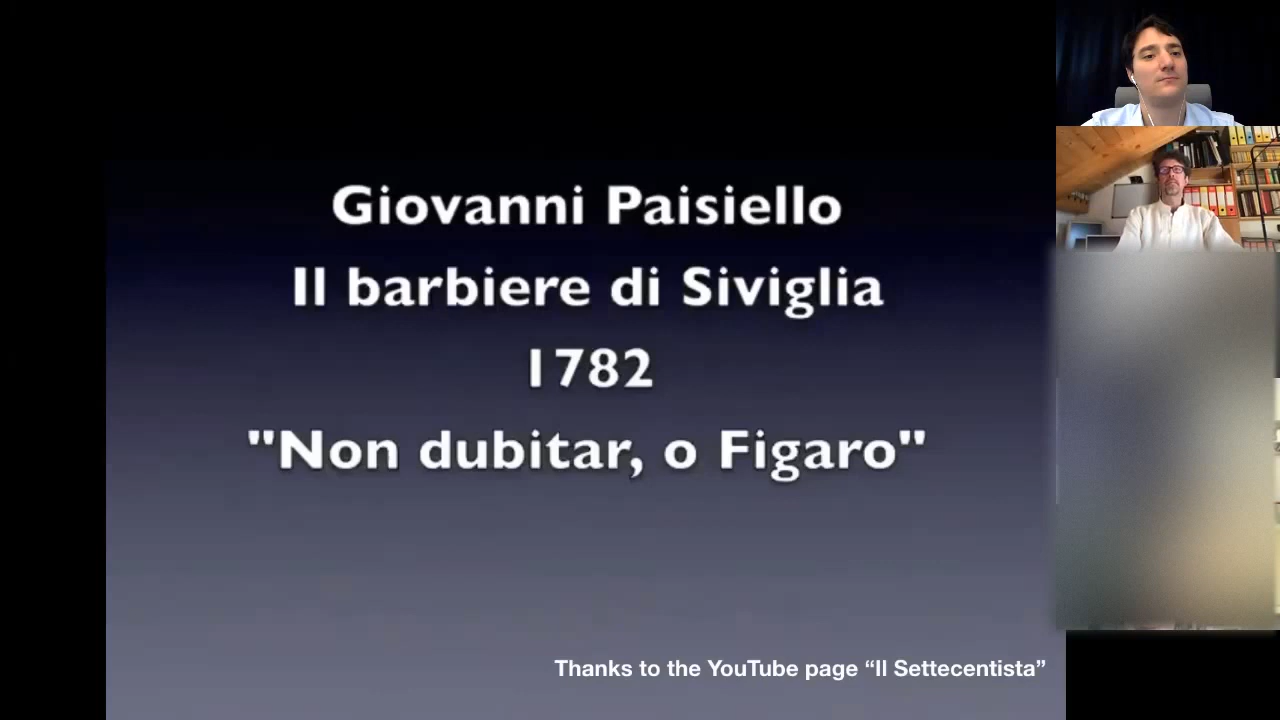 Giovanni Paisiello
Il barbiere di Siviglia
1782
"Non dubitar, o Figaro"
Thanks to the YouTube page “Il Settecentista”